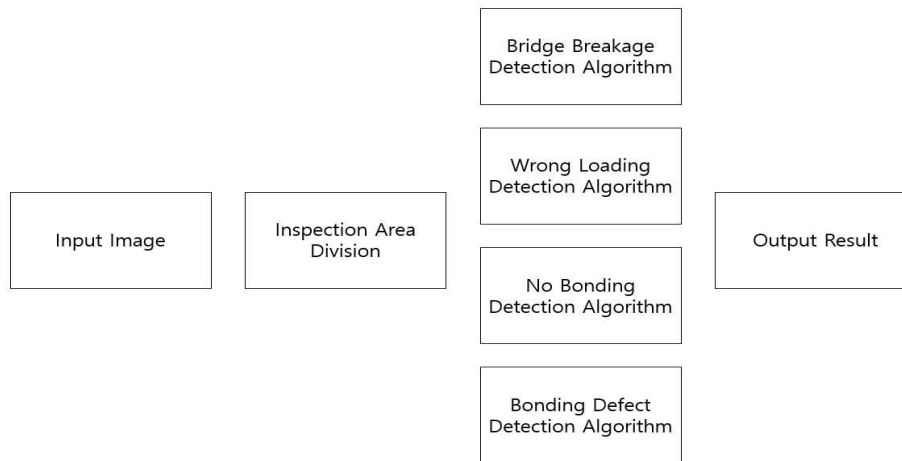 Input Image
Inspection Area
Division
Bridge Breakage
Detection Algorithm
Wrong Loading
Detection Algorithm
No Bonding
Detection Algorithm
Bonding Defect
Detection Algorithm
Output Result